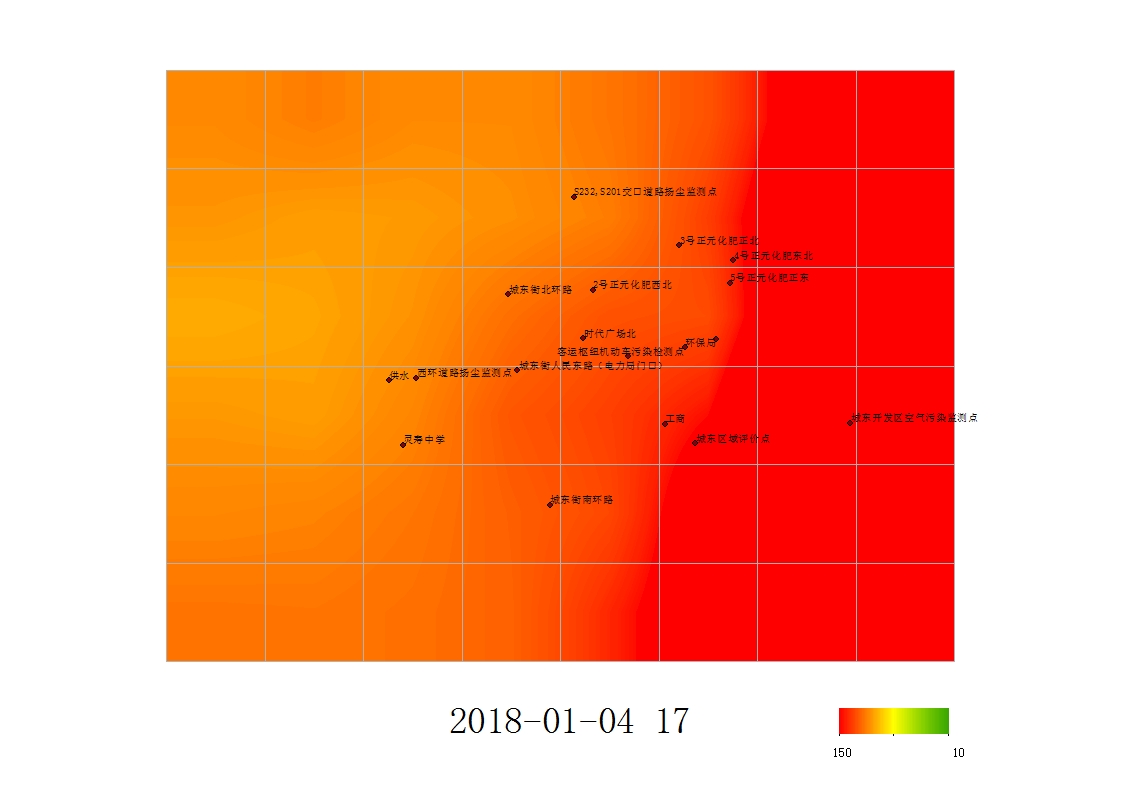 S232,S201交口道路扬尘监测点
3号正元化肥正北
4号正元化肥东北
5号正元化肥正东
2号正元化肥西北
城东街北环路
时代广场北
环保局
客运枢纽机动车污染检测点
城东街人民东路（电力局门口）
西环道路扬尘监测点
供水
工商
城东开发区空气污染监测点
城东区域评价点
灵寿中学
城东街南环路
2018-01-04 17
150
10